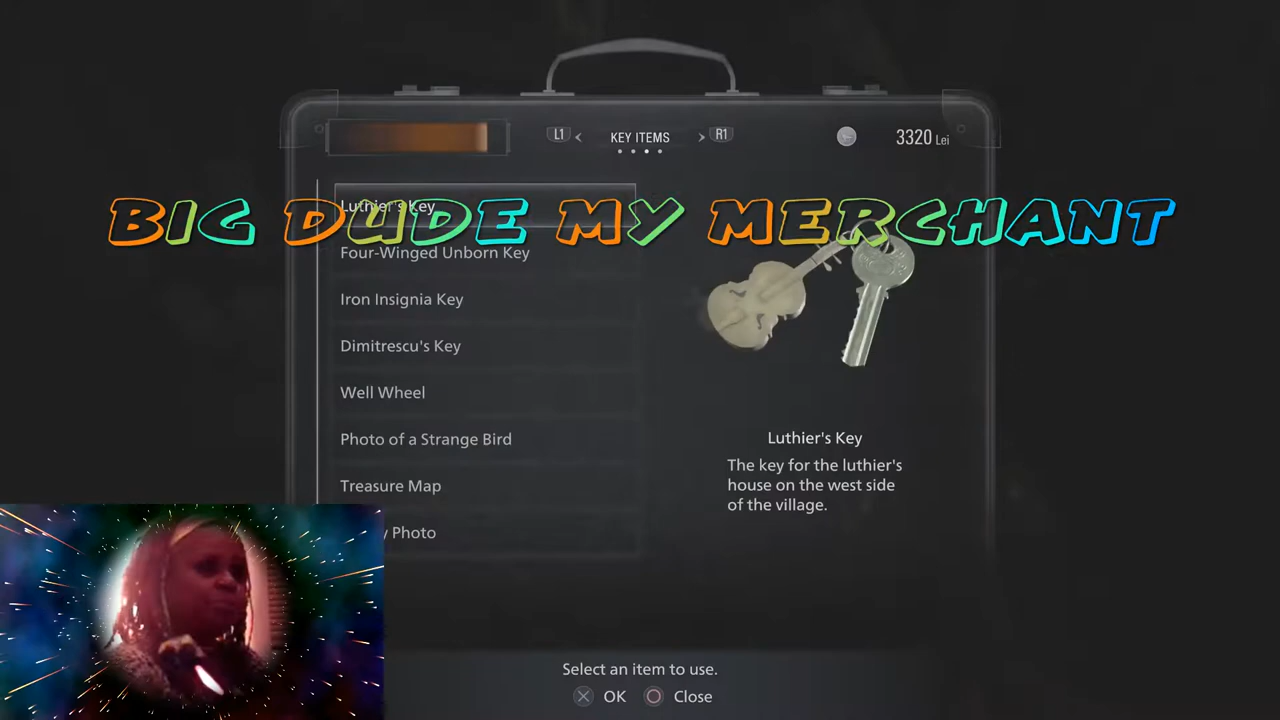 L1 < KEY ITEMS > R1
3320 Lei
BIG DUDE MY MERCHANT
Luthier's Key
Four-Winged Unborn Key
Iron Insignia Key
Dimitrescu's Key
Well Wheel
Photo of a Strange Bird
Treasure Map
Photo
Luthier's Key
The key for the luthier's
house on the west side
of the village.
Select an item to use.
OK Close